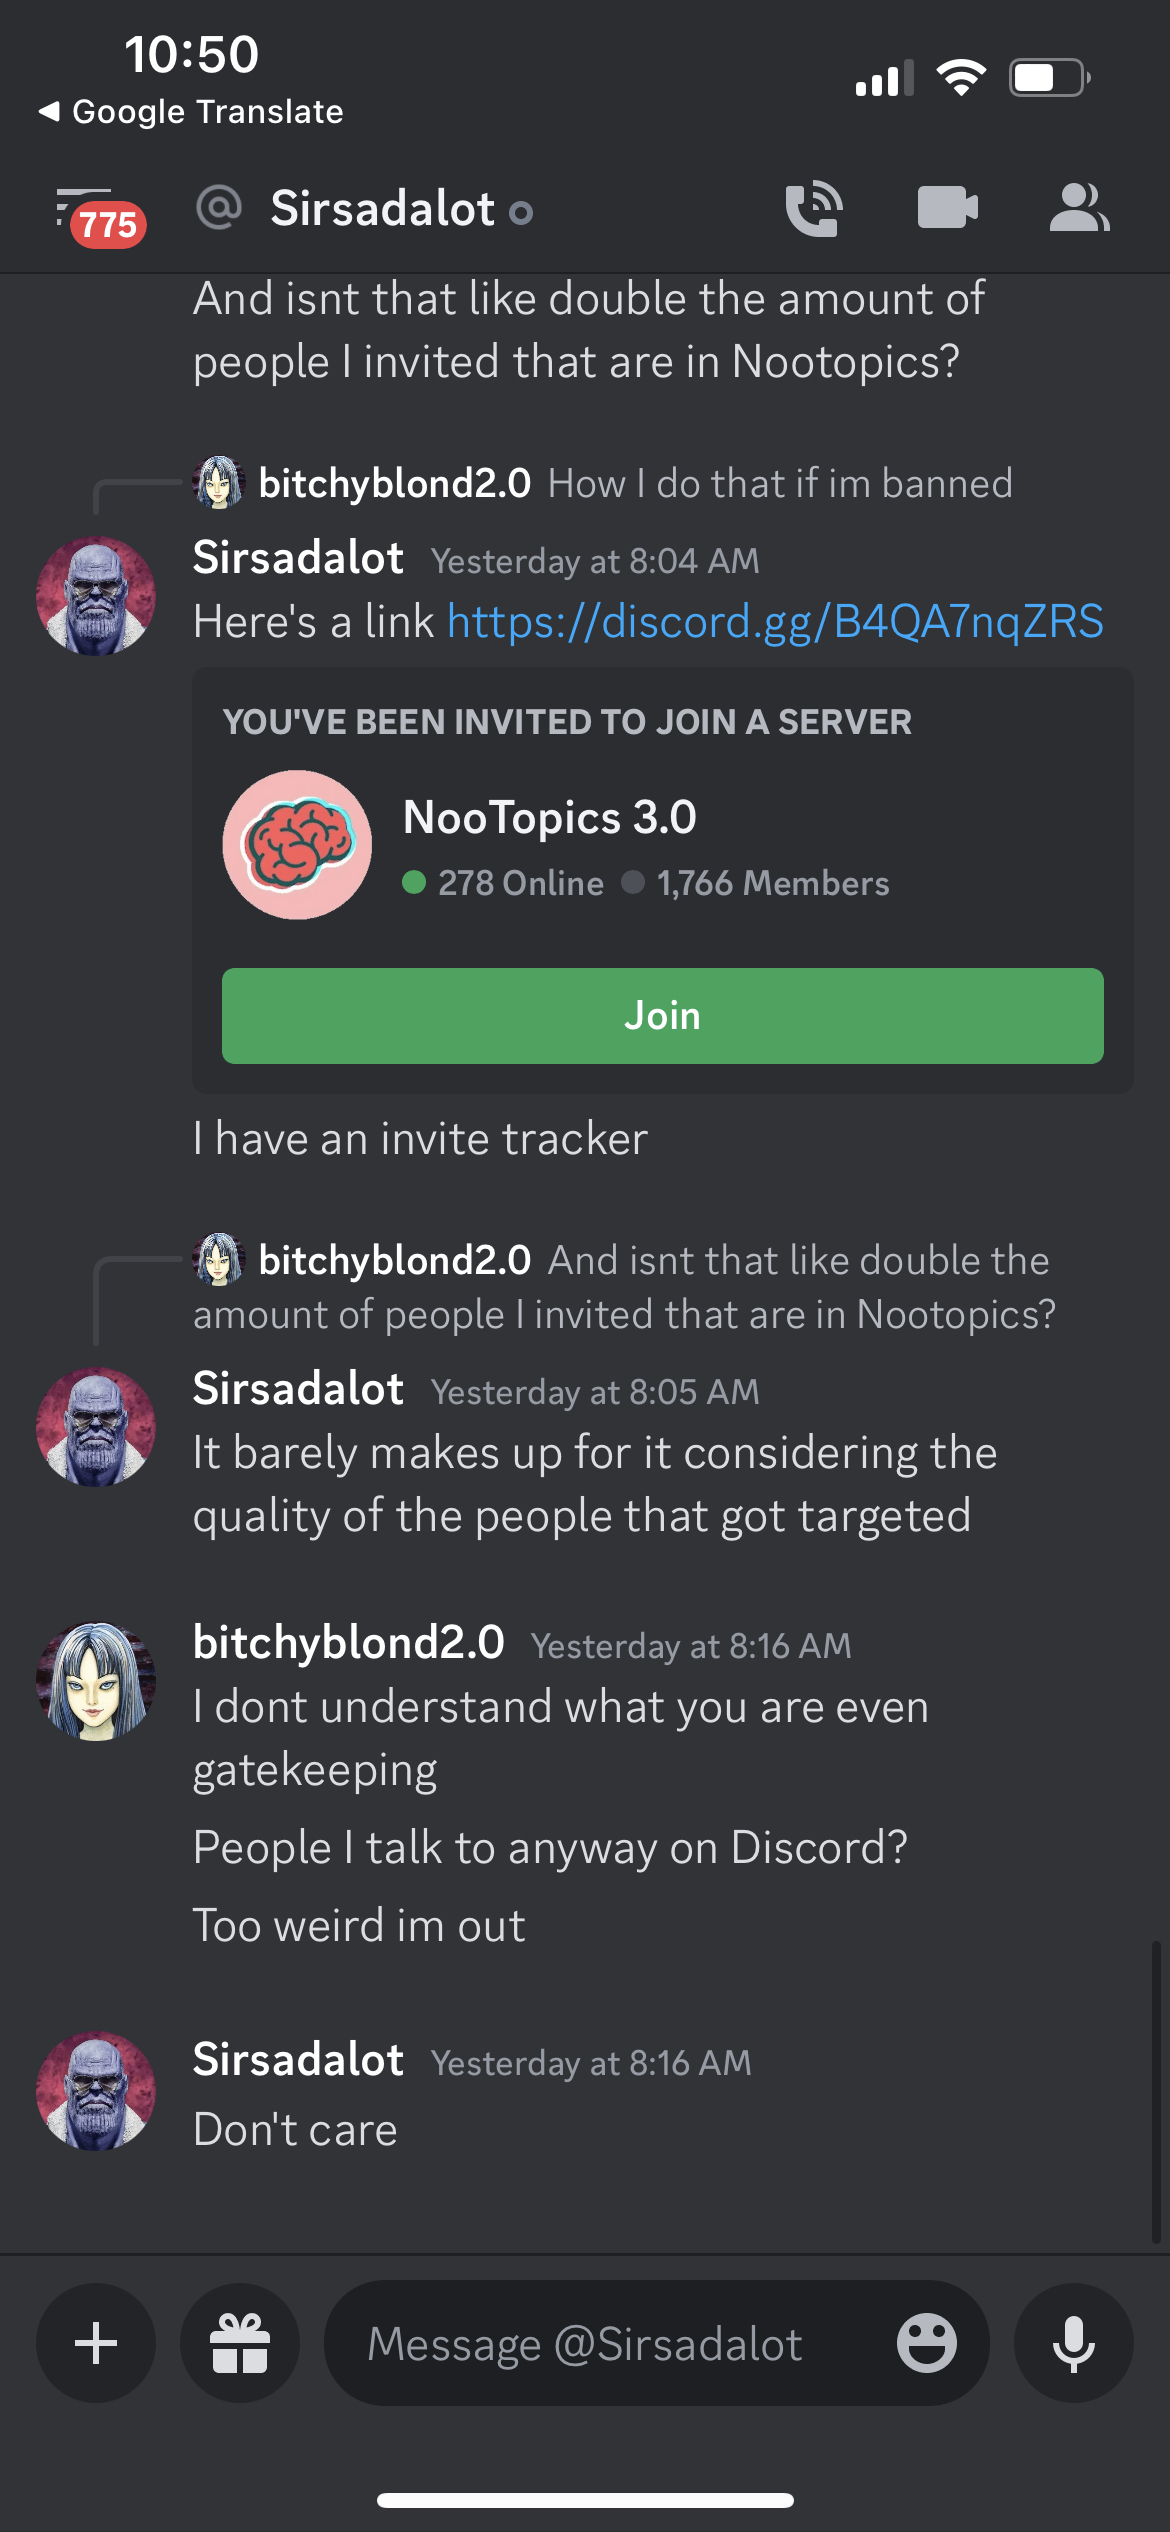 10:50
◀ Google Translate
775
@ Sirsadalot
And isnt that like double the amount of
people I invited that are in Nootopics?
bitchyblond2.0 How I do that if im banned
Sirsadalot Yesterday at 8:04 AM
Here's a link https://discord.gg/B4QA7nqZRS
YOU'VE BEEN INVITED TO JOIN A SERVER
NooTopics 3.0
278 Online 1,766 Members
Join
I have an invite tracker
bitchyblond2.0 And isnt that like double the
amount of people I invited that are in Nootopics?
Sirsadalot Yesterday at 8:05 AM
It barely makes up for it considering the
quality of the people that got targeted
bitchyblond2.0 Yesterday at 8:16 AM
I dont understand what you are even
gatekeeping
People I talk to anyway on Discord?
Too weird im out
Sirsadalot Yesterday at 8:16 AM
Don't care
Message @Sirsadalot